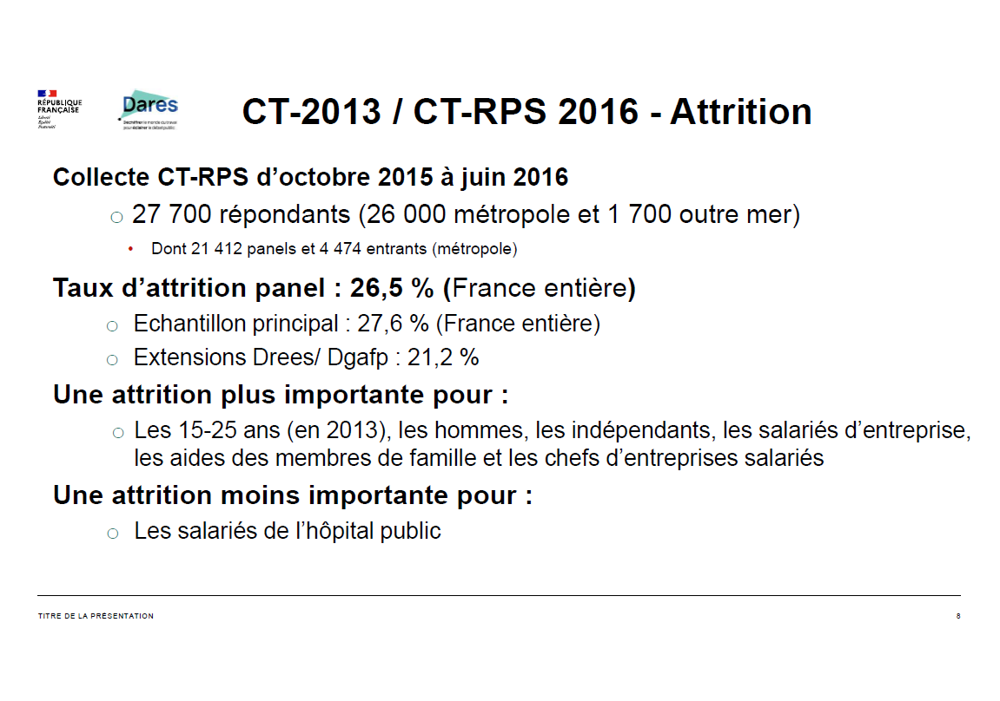 RÉPUBLIQUE
FRANÇAISE
Liberté
Égalité
Fraternité
Dares
Déchiffrer le monde du travail
pour éclairer le débat public
CT-2013 / CT-RPS 2016 - Attrition
Collecte CT-RPS d’octobre 2015 à juin 2016
○ 27 700 répondants (26 000 métropole et 1 700 outre mer)
• Dont 21 412 panels et 4 474 entrants (métropole)
Taux d’attrition panel : 26,5 % (France entière)
○ Echantillon principal : 27,6 % (France entière)
○ Extensions Drees/ Dgafp : 21,2 %
Une attrition plus importante pour :
○ Les 15-25 ans (en 2013), les hommes, les indépendants, les salariés d’entreprise,
les aides des membres de famille et les chefs d’entreprises salariés
Une attrition moins importante pour :
○ Les salariés de l’hôpital public
TITRE DE LA PRÉSENTATION
8